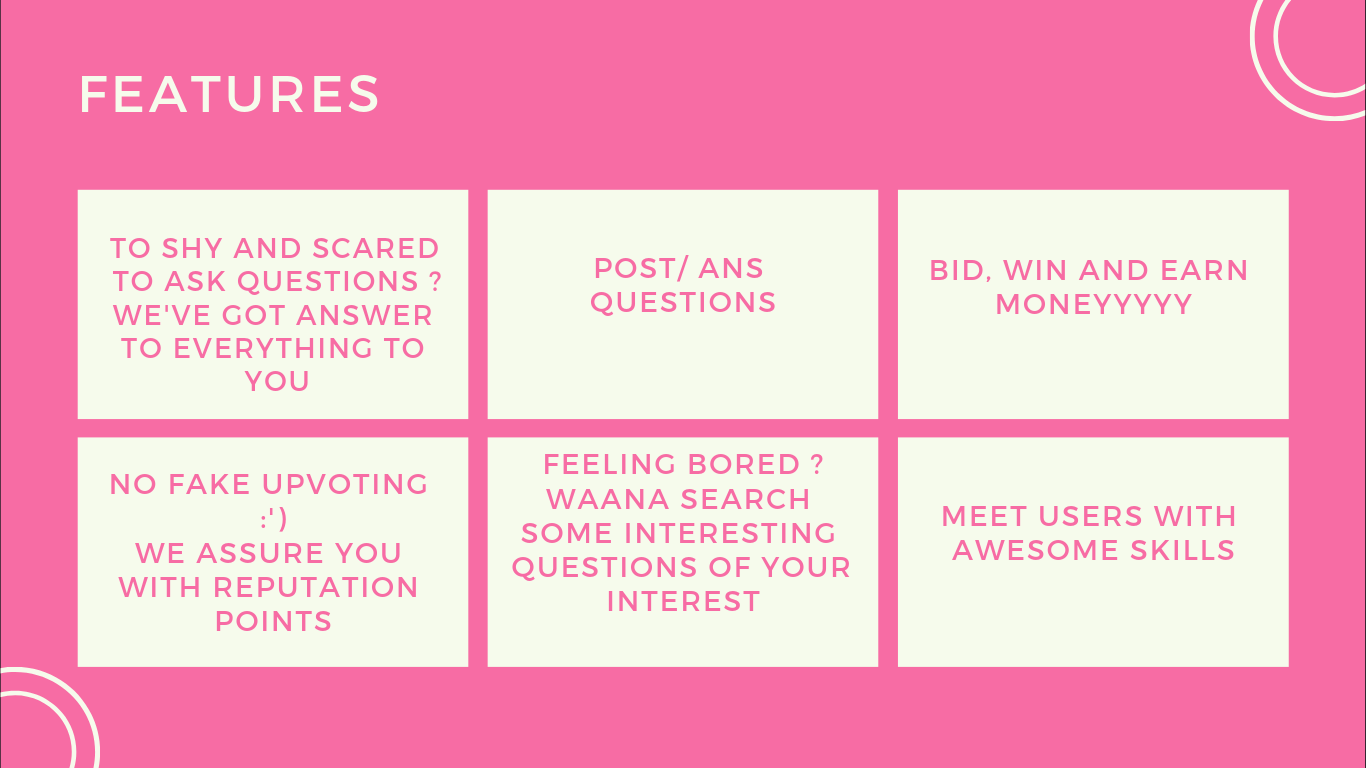 FEATURES
TO SHY AND SCARED
TO ASK QUESTIONS ?
WE'VE GOT ANSWER
TO EVERYTHING TO
YOU
POST/ ANS
QUESTIONS
BID, WIN AND EARN
MONEYYYYY
NO FAKE UPVOTING
:')
WE ASSURE YOU
WITH REPUTATION
POINTS
FEELING BORED ?
WAANA SEARCH
SOME INTERESTING
QUESTIONS OF YOUR
INTEREST
MEET USERS WITH
AWESOME SKILLS